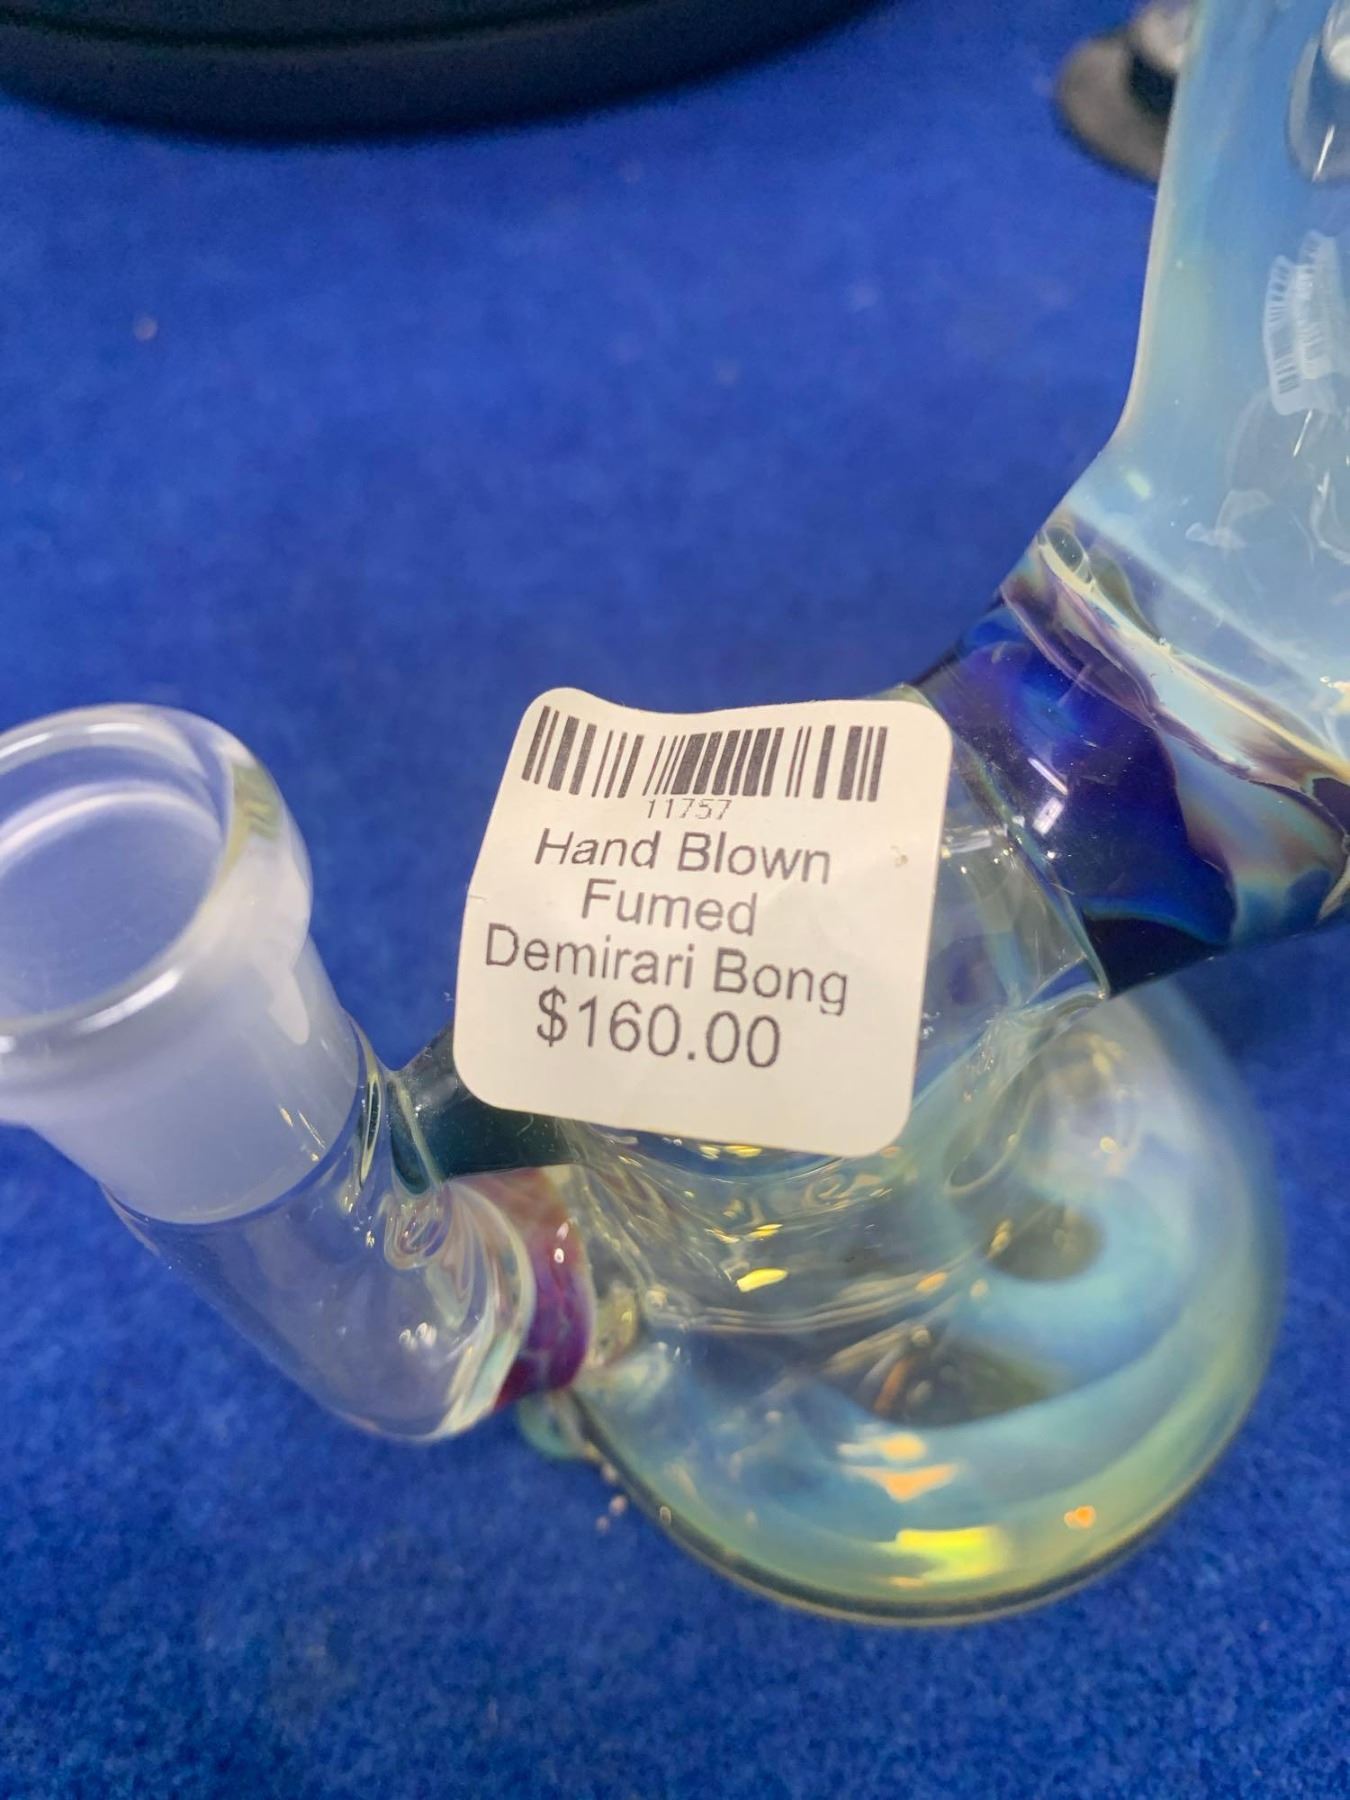 11757
Hand Blown
Fumed
Demirari Bong
$160.00